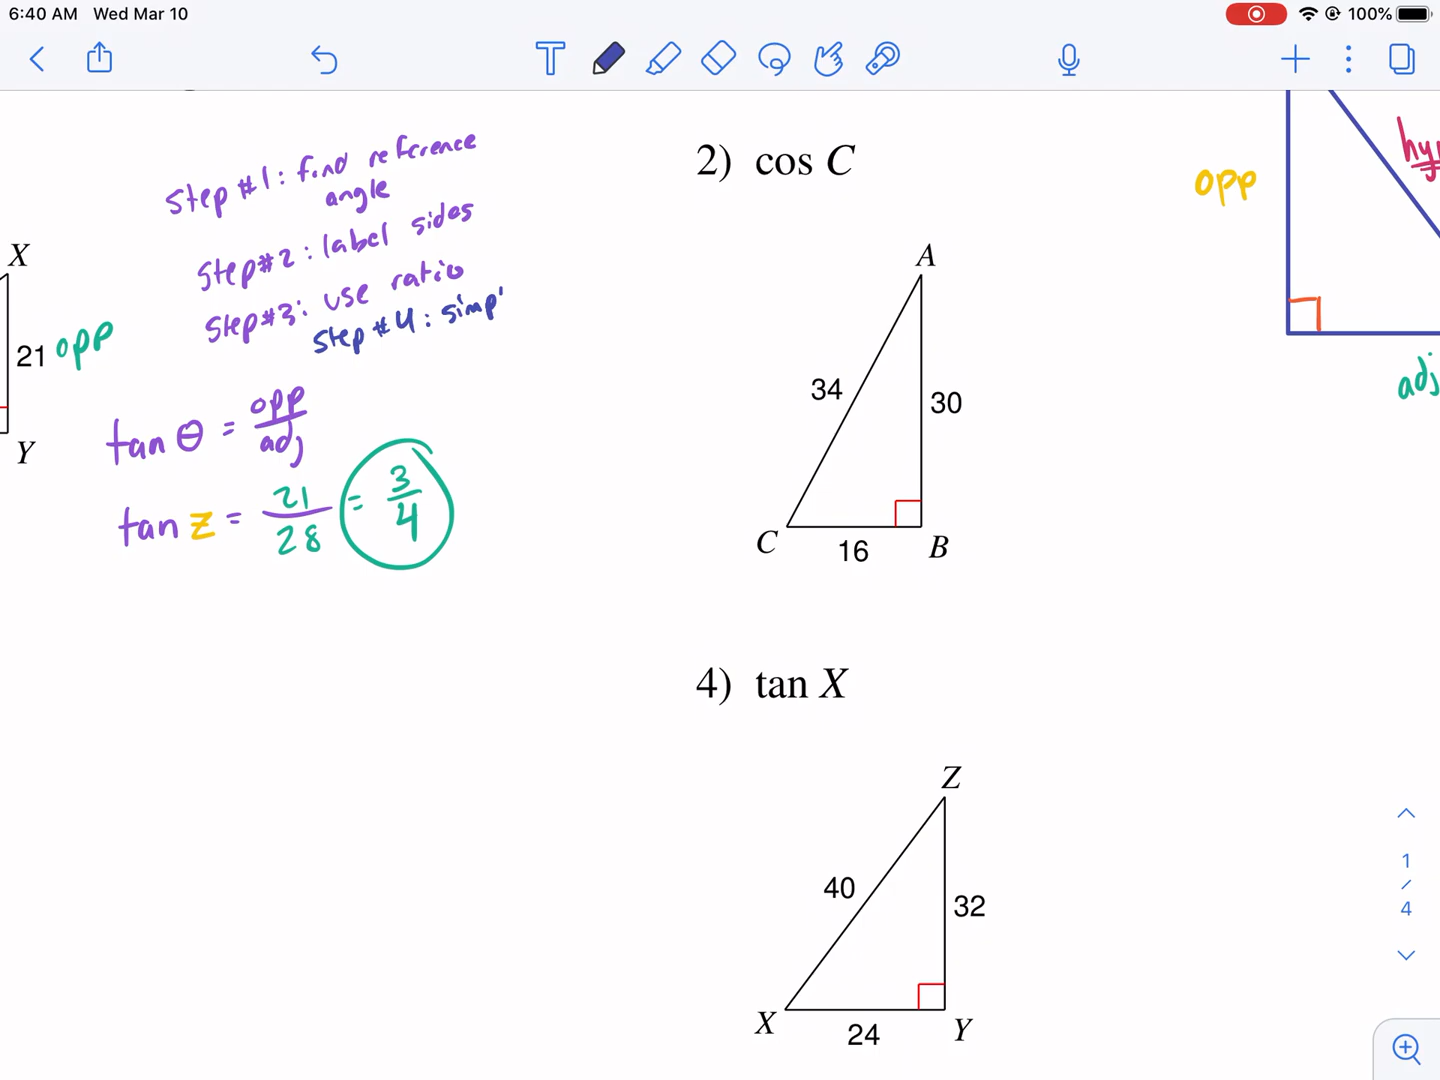 6:40 AM Wed Mar 10
100%
Step #1: find reference
angle
Step #2: label sides
Step #3: use ratio
Step #4: simp
X
21 opp
Y
tan θ = opp/adj
tan Z = 21/28 = 3/4
2) cos C
A
34
30
C
16
B
opp
adj
4) tan X
Z
40
32
X
24
Y
1
/
4